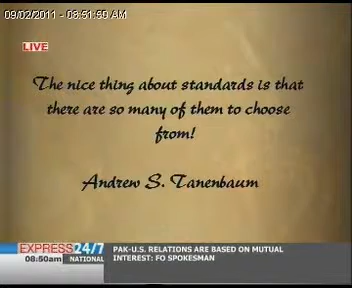 09/02/2011 - 08:51:50 AM
LIVE
The nice thing about standards is that
there are so many of them to choose
from!
Andrew S. Tanenbaum
EXPRESS 24/7
PAK-U.S. RELATIONS ARE BASED ON MUTUAL
08:50am NATIONAL
INTEREST: FO SPOKESMAN